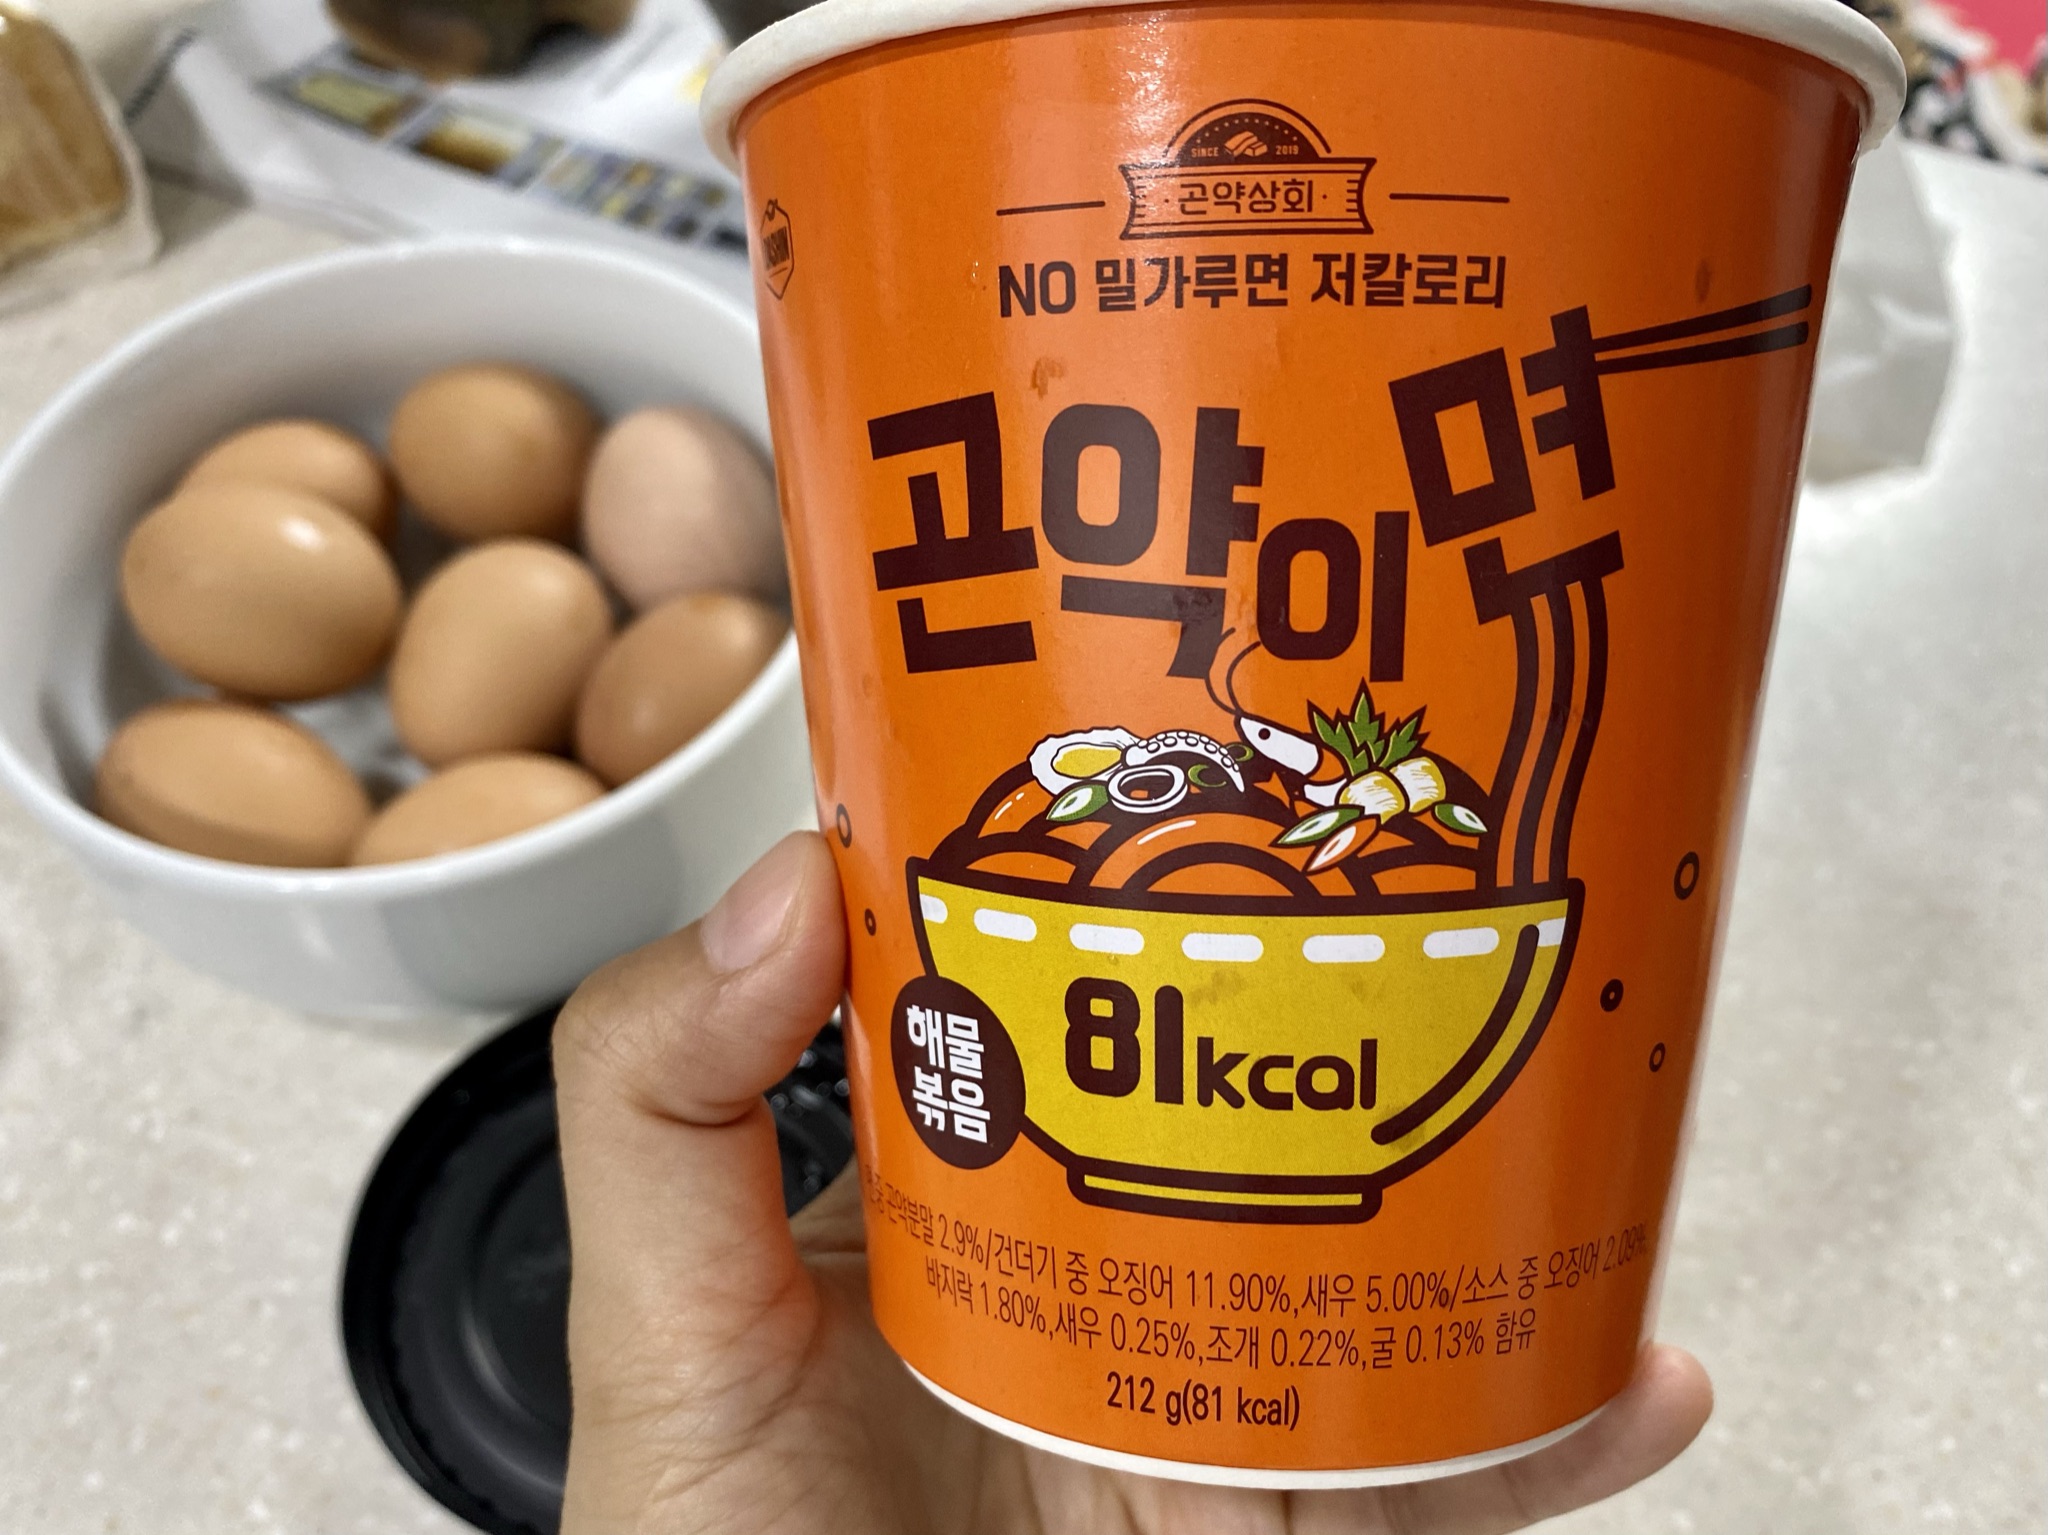 SINCE 2019
곤약상회
NO 밀가루면 저칼로리
곤약이면
81kcal
해물
볶음
곤약분말 2.9%/건더기 중 오징어 11.90%,새우 5.00%/소스 중 오징어 2.09%,
바지락 1.80%,새우 0.25%,조개 0.22%,굴 0.13% 함유
212 g(81 kcal)